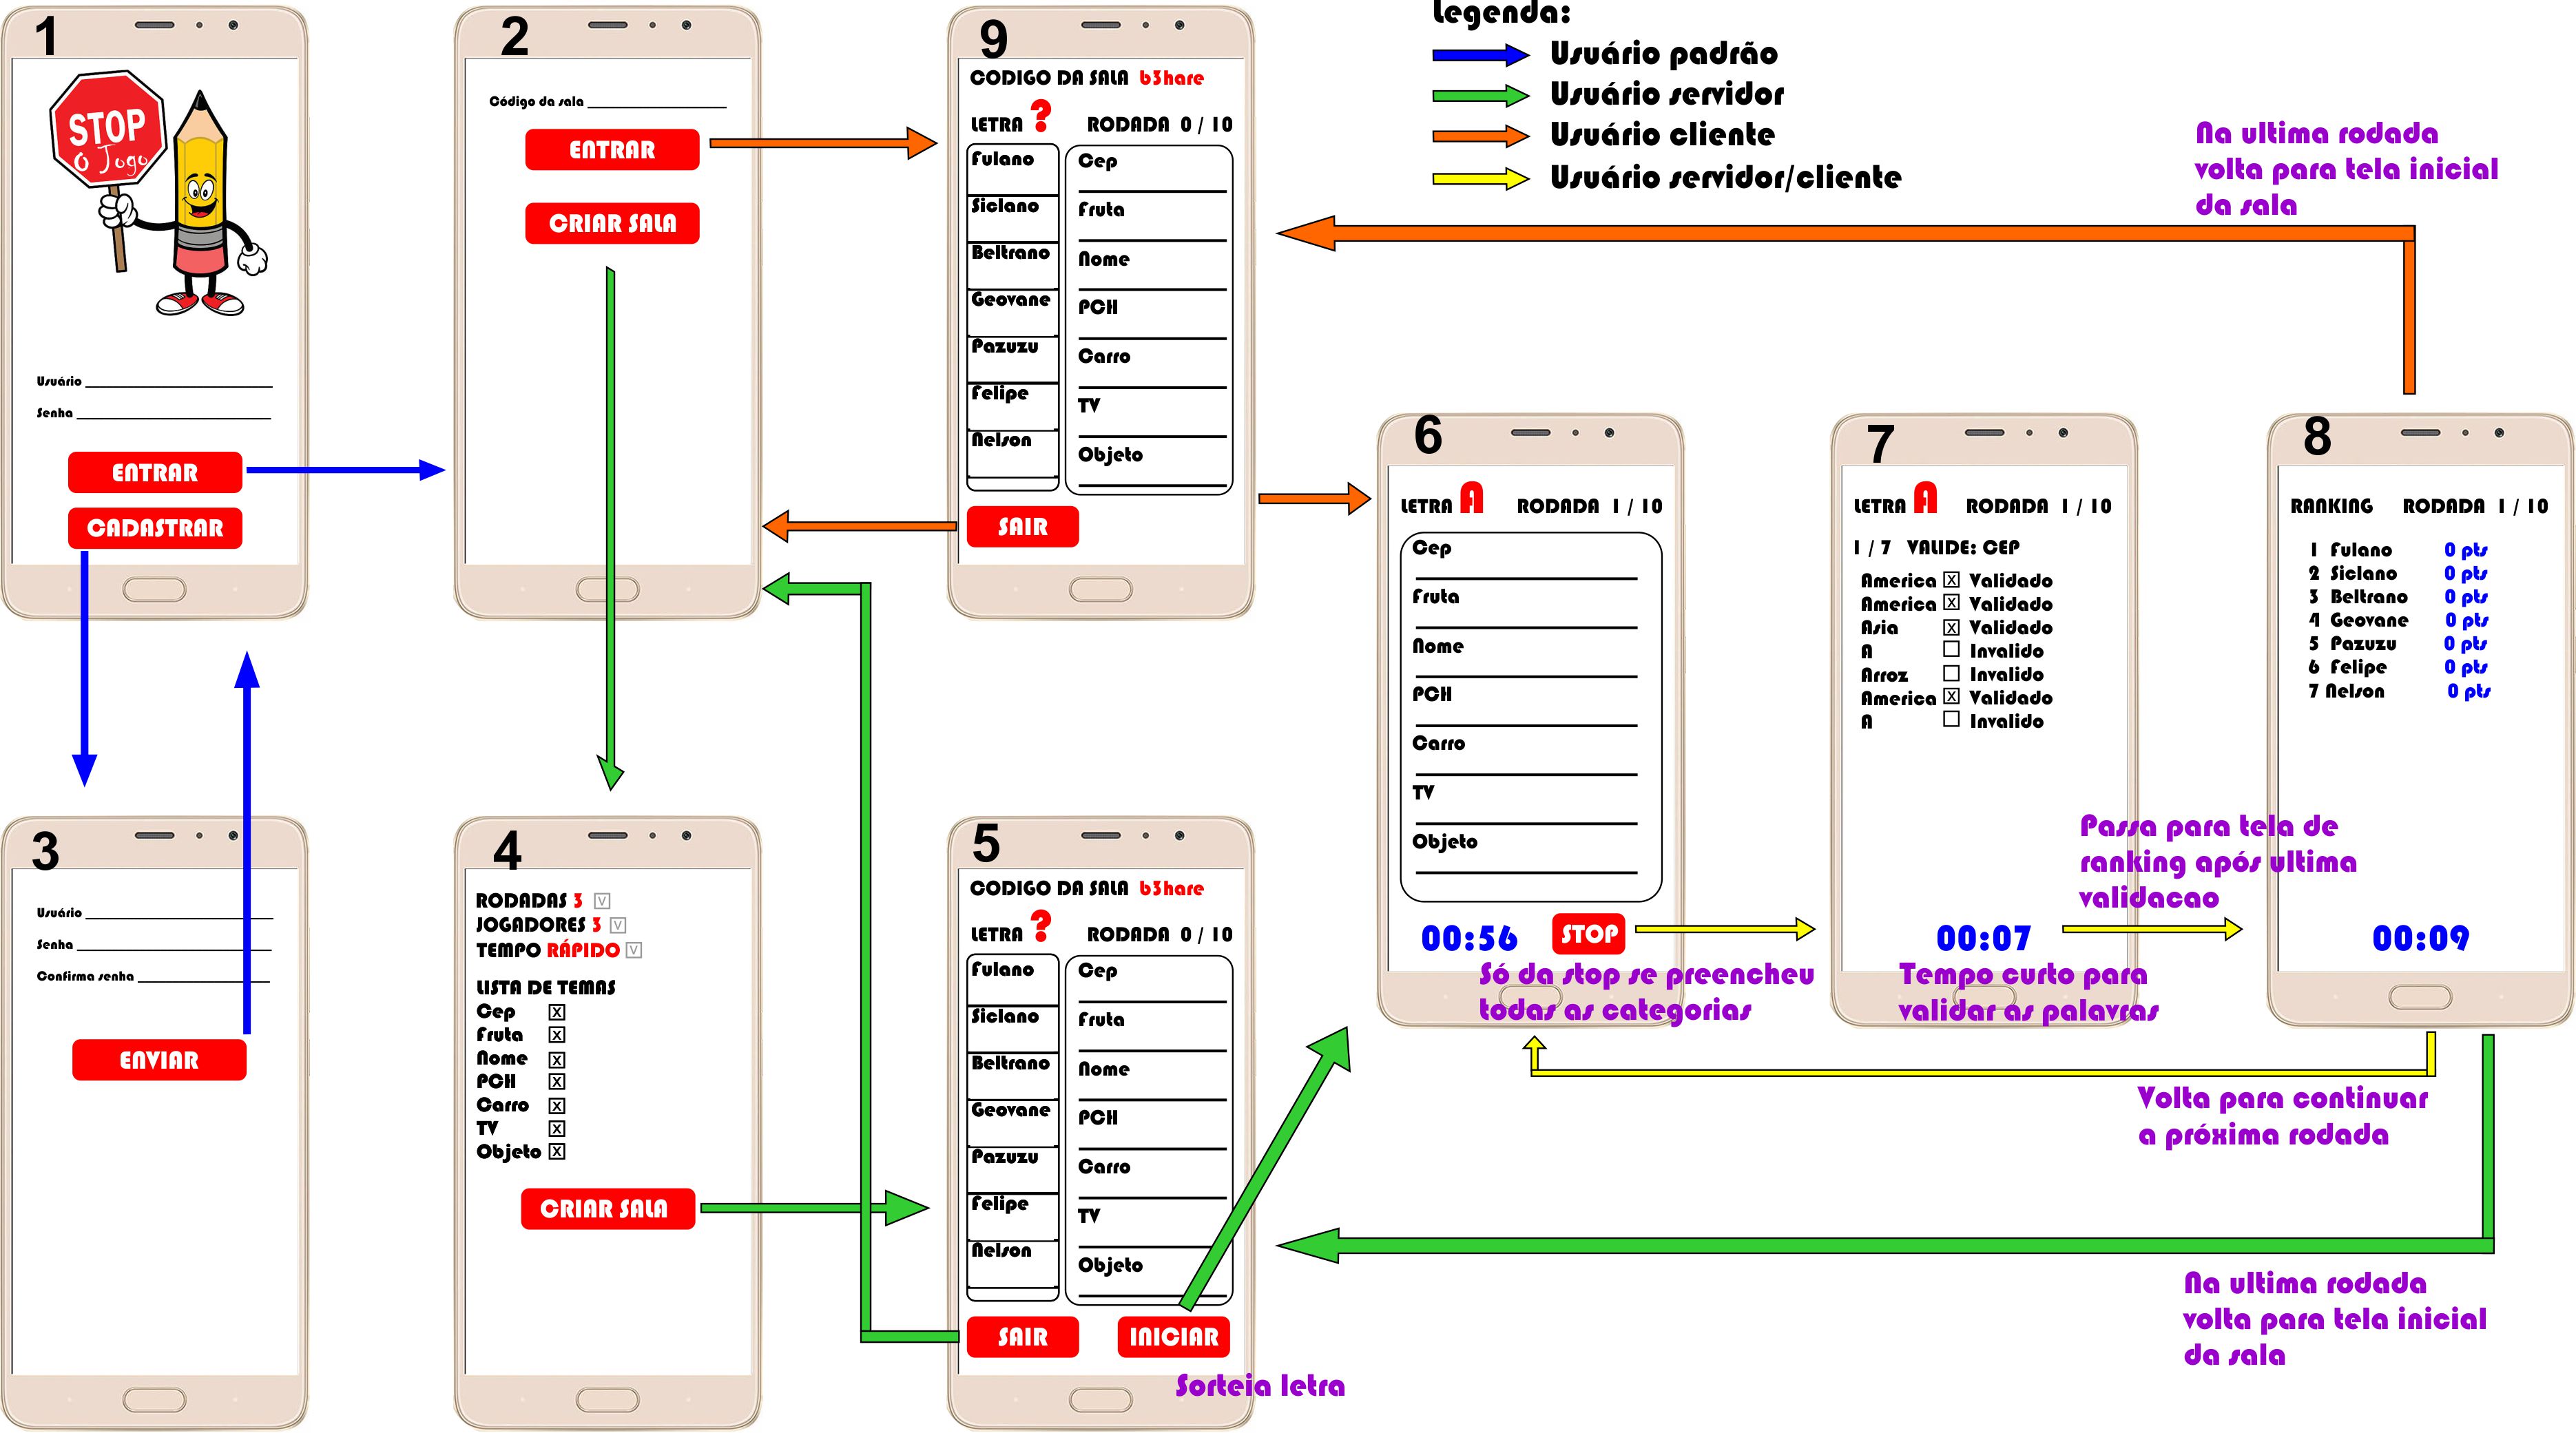 1
STOP
O Jogo
Usuário
Senha
ENTRAR
CADASTRAR
2
Código da sala
ENTRAR
CRIAR SALA
9
CODIGO DA SALA b3hare
LETRA ? RODADA 0 / 10
Fulano
Siclano
Beltrano
Geovane
Pazuzu
Felipe
Nelson
Cep
Fruta
Nome
PCH
Carro
TV
Objeto
SAIR
Legenda:
Usuário padrão
Usuário servidor
Usuário cliente
Usuário servidor/cliente
Na ultima rodada
volta para tela inicial
da sala
6
LETRA A RODADA 1 / 10
Cep
Fruta
Nome
PCH
Carro
TV
Objeto
00:56 STOP
Só da stop se preencheu
todas as categorias
7
LETRA A RODADA 1 / 10
1 / 7 VALIDE: CEP
America X Validado
America X Validado
Asia X Validado
A Invalido
Arroz Invalido
America X Validado
A Invalido
00:07
Tempo curto para
validar as palavras
Passa para tela de
ranking após ultima
validacao
8
RANKING RODADA 1 / 10
1 Fulano 0 pts
2 Siclano 0 pts
3 Beltrano 0 pts
4 Geovane 0 pts
5 Pazuzu 0 pts
6 Felipe 0 pts
7 Nelson 0 pts
00:09
Volta para continuar
a próxima rodada
3
Usuário
Senha
Confirma senha
ENVIAR
4
RODADAS 3 V
JOGADORES 3 V
TEMPO RÁPIDO V
LISTA DE TEMAS
Cep X
Fruta X
Nome X
PCH X
Carro X
TV X
Objeto X
CRIAR SALA
5
CODIGO DA SALA b3hare
LETRA ? RODADA 0 / 10
Fulano
Siclano
Beltrano
Geovane
Pazuzu
Felipe
Nelson
Cep
Fruta
Nome
PCH
Carro
TV
Objeto
SAIR INICIAR
Sorteia letra
Na ultima rodada
volta para tela inicial
da sala